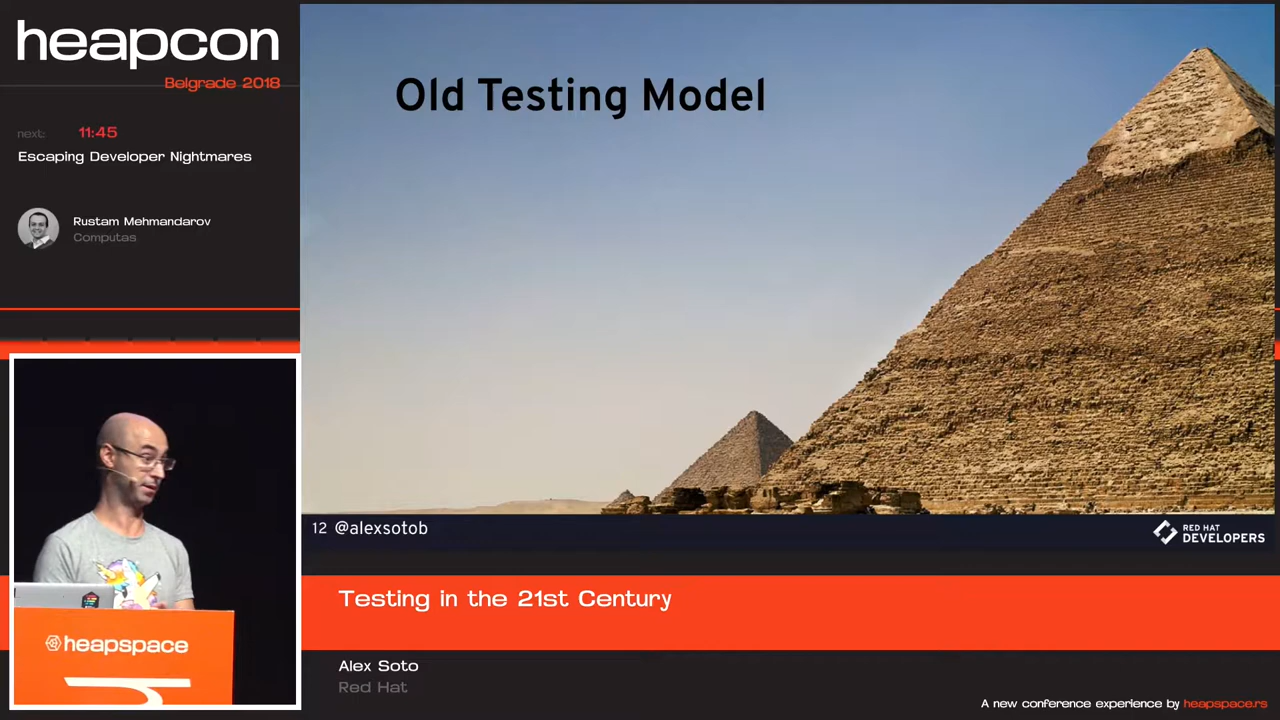 heapcon
Belgrade 2018
next: 11:45
Escaping Developer Nightmares
Rustam Mehmandarov
Computas
Old Testing Model
12 @alexsotob
RED HAT
DEVELOPERS
heapspace
Testing in the 21st Century
Alex Soto
Red Hat
A new conference experience by heapspace.rs